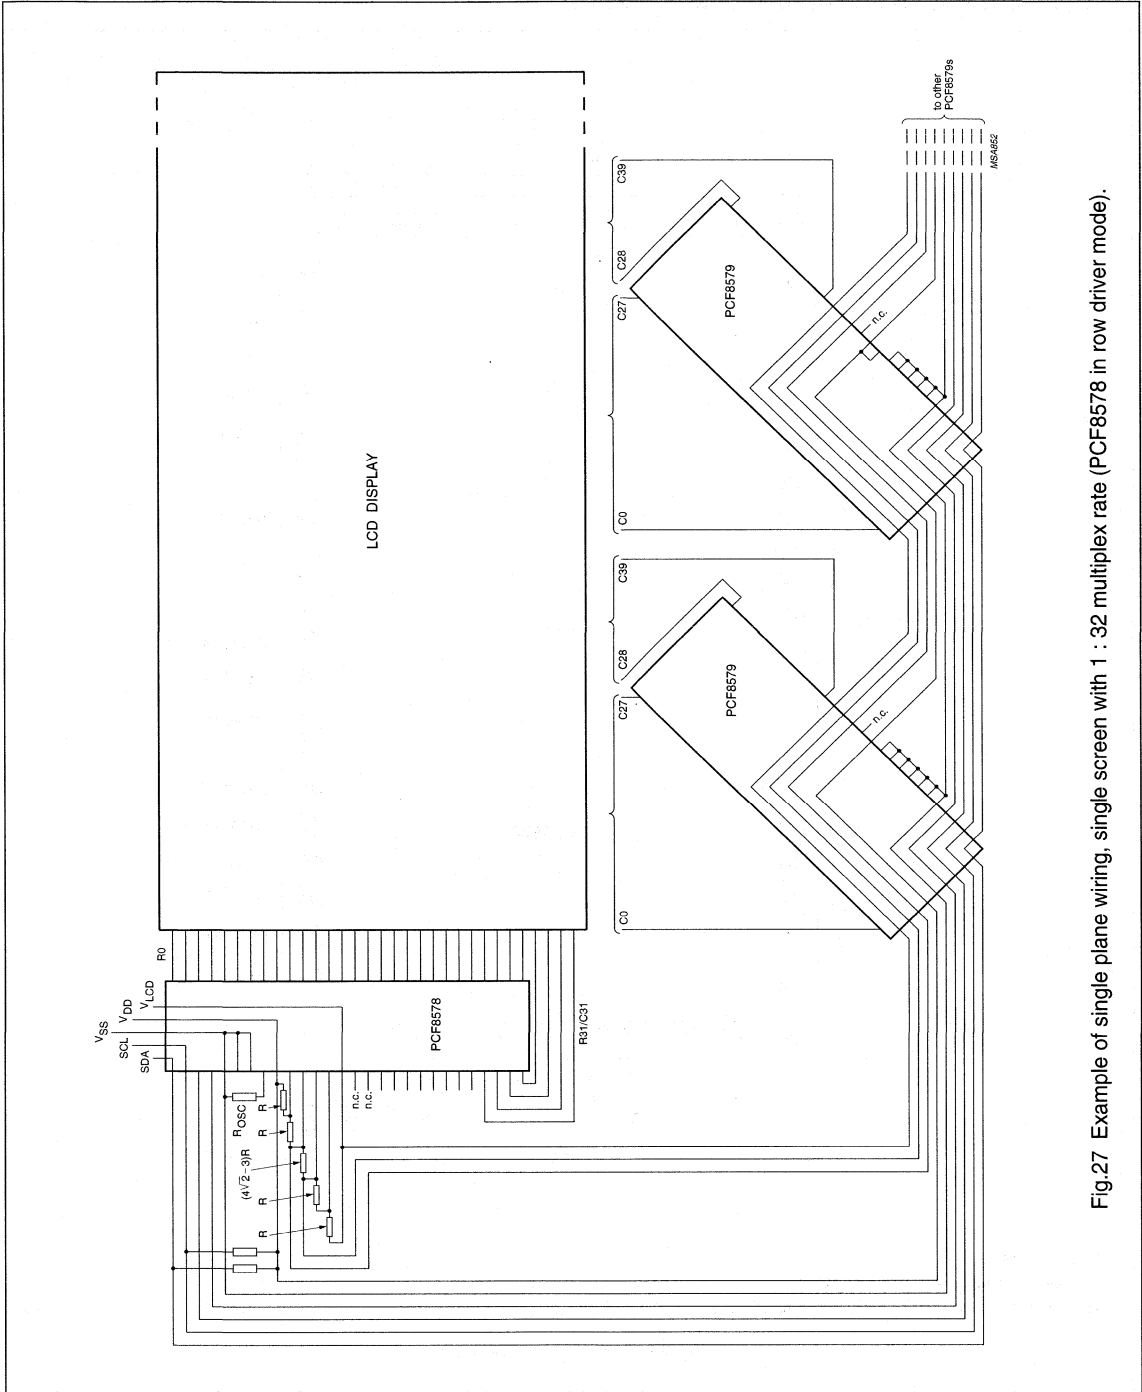 to other
PCF8579s
MSA852
C39
C28
C27
C0
PCF8579
n.c.
C39
C28
C27
C0
PCF8579
n.c.
LCD DISPLAY
R0
R31/C31
PCF8578
VLCD
VDD
VSS
SCL
SDA
n.c.
n.c.
ROSC
R
R
(4√2 – 3)R
R
R
Fig.27 Example of single plane wiring, single screen with 1 : 32 multiplex rate (PCF8578 in row driver mode).